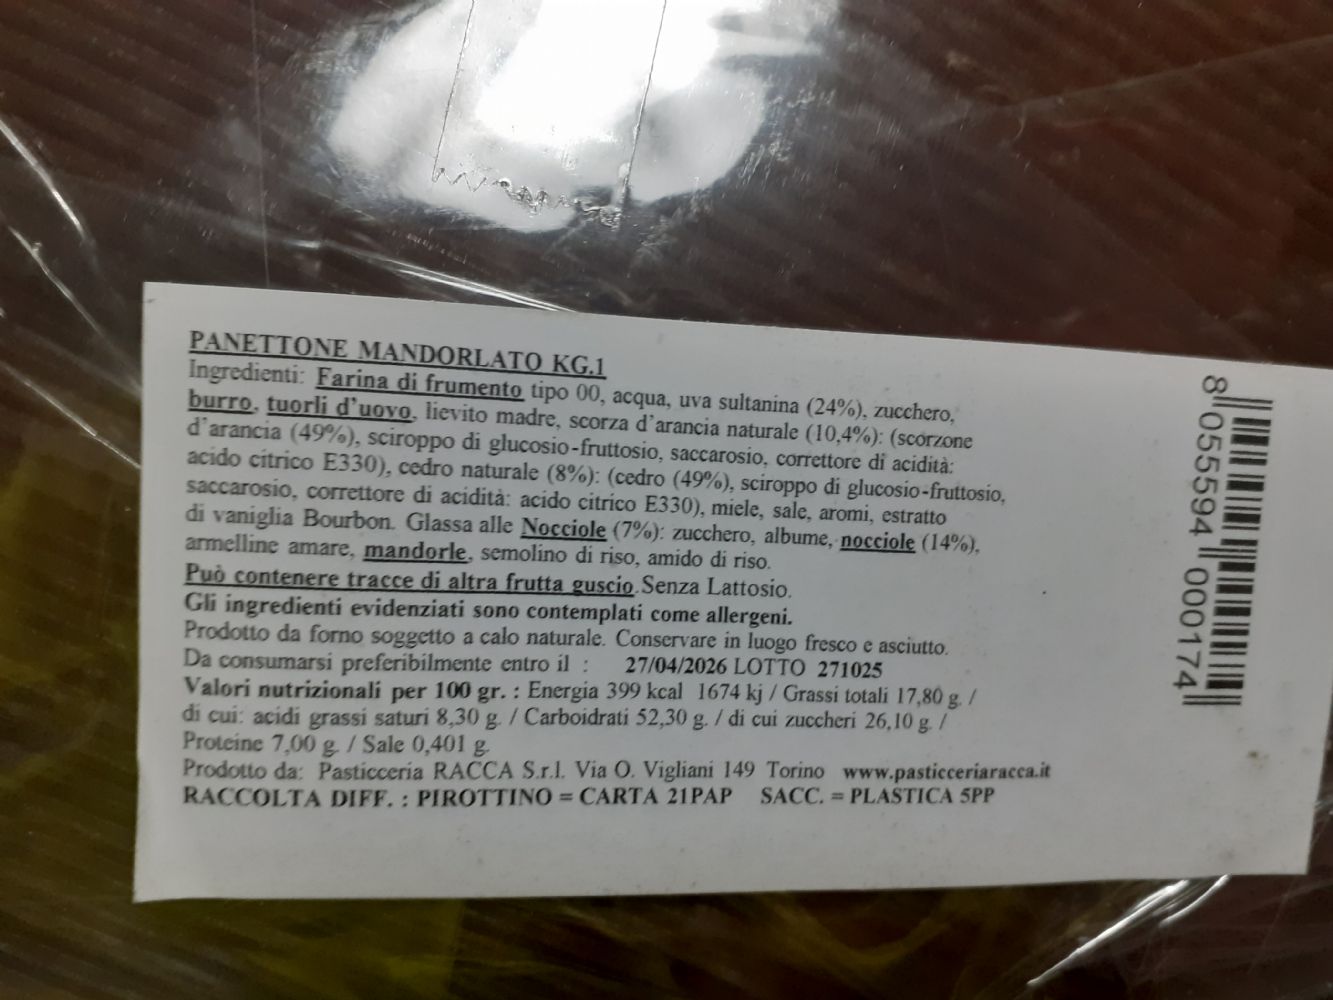 PANETTONE MANDORLATO KG.1
Ingredienti: Farina di frumento tipo 00, acqua, uva sultanina (24%), zucchero,
burro, tuorli d'uovo, lievito madre, scorza d'arancia naturale (10,4%): (scorzone
d'arancia (49%), sciroppo di glucosio-fruttosio, saccarosio, correttore di acidità:
acido citrico E330), cedro naturale (8%): (cedro (49%), sciroppo di glucosio-fruttosio,
saccarosio, correttore di acidità: acido citrico E330), miele, sale, aromi, estratto
di vaniglia Bourbon. Glassa alle Nocciole (7%): zucchero, albume, nocciole (14%),
armelline amare, mandorle, semolino di riso, amido di riso.
Può contenere tracce di altra frutta guscio.Senza Lattosio.
Gli ingredienti evidenziati sono contemplati come allergeni.
Prodotto da forno soggetto a calo naturale. Conservare in luogo fresco e asciutto.
Da consumarsi preferibilmente entro il : 27/04/2026 LOTTO 271025
Valori nutrizionali per 100 gr. : Energia 399 kcal 1674 kj / Grassi totali 17,80 g. /
di cui: acidi grassi saturi 8,30 g. / Carboidrati 52,30 g. / di cui zuccheri 26,10 g. /
Proteine 7,00 g. / Sale 0,401 g.
Prodotto da: Pasticceria RACCA S.r.l. Via O. Vigliani 149 Torino www.pasticceriaracca.it
RACCOLTA DIFF. : PIROTTINO = CARTA 21PAP SACC. = PLASTICA 5PP
8 055594 000174